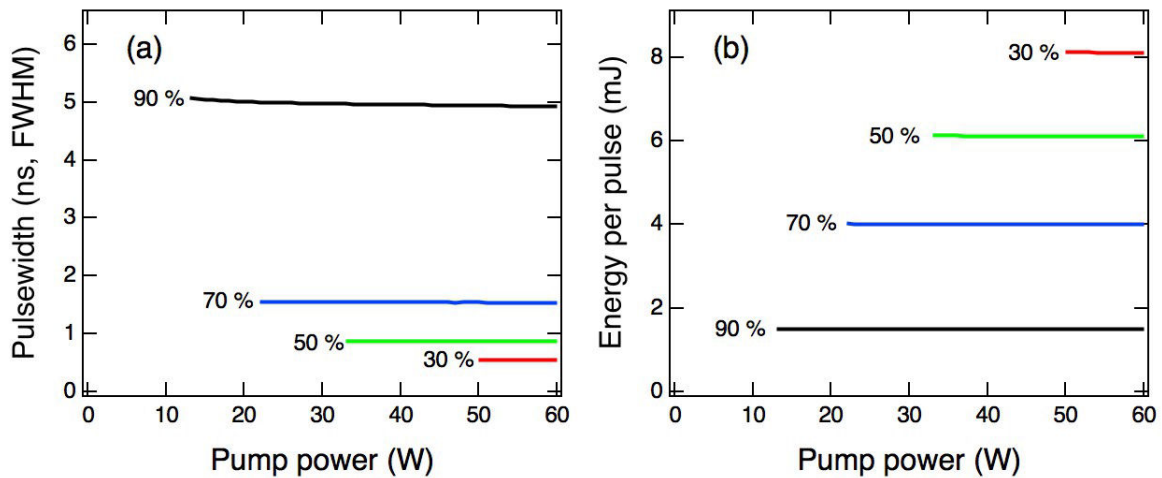 (a)
Pulsewidth (ns, FWHM)
6
5
4
3
2
1
0
90 %
70 %
50 %
30 %
0 10 20 30 40 50 60
Pump power (W)
(b)
Energy per pulse (mJ)
8
6
4
2
0
30 %
50 %
70 %
90 %
0 10 20 30 40 50 60
Pump power (W)